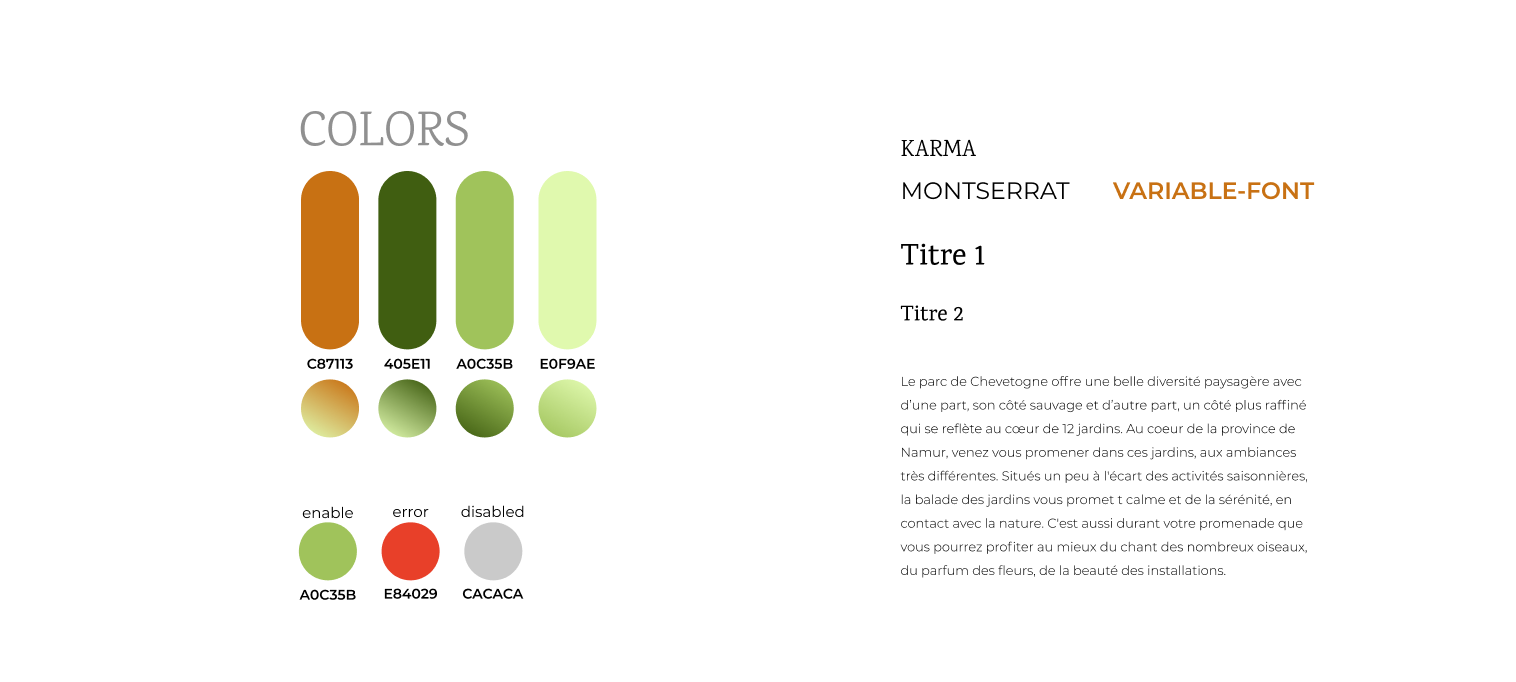 COLORS
C87113 405E11 A0C35B E0F9AE
enable error disabled
A0C35B E84029 CACACA
KARMA
MONTSERRAT VARIABLE-FONT
Titre 1
Titre 2
Le parc de Chevetogne offre une belle diversité paysagère avec
d’une part, son côté sauvage et d’autre part, un côté plus raffiné
qui se reflète au cœur de 12 jardins. Au coeur de la province de
Namur, venez vous promener dans ces jardins, aux ambiances
très différentes. Situés un peu à l'écart des activités saisonnières,
la balade des jardins vous promet t calme et de la sérénité, en
contact avec la nature. C'est aussi durant votre promenade que
vous pourrez profiter au mieux du chant des nombreux oiseaux,
du parfum des fleurs, de la beauté des installations.